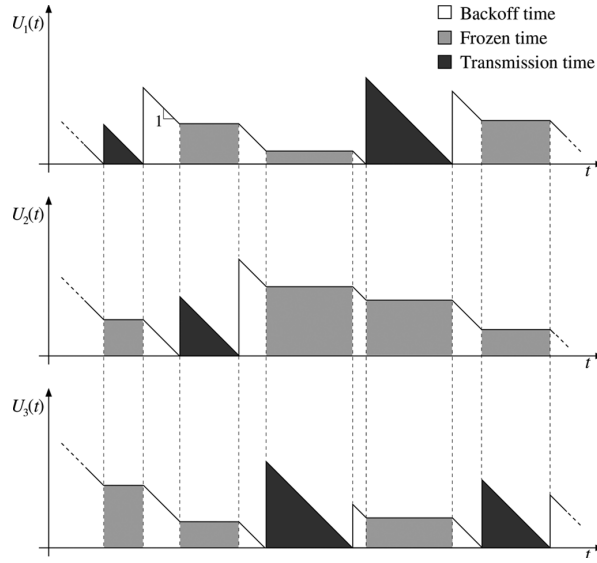 U1(t)
Backoff time
Frozen time
Transmission time
1
t
U2(t)
t
U3(t)
t